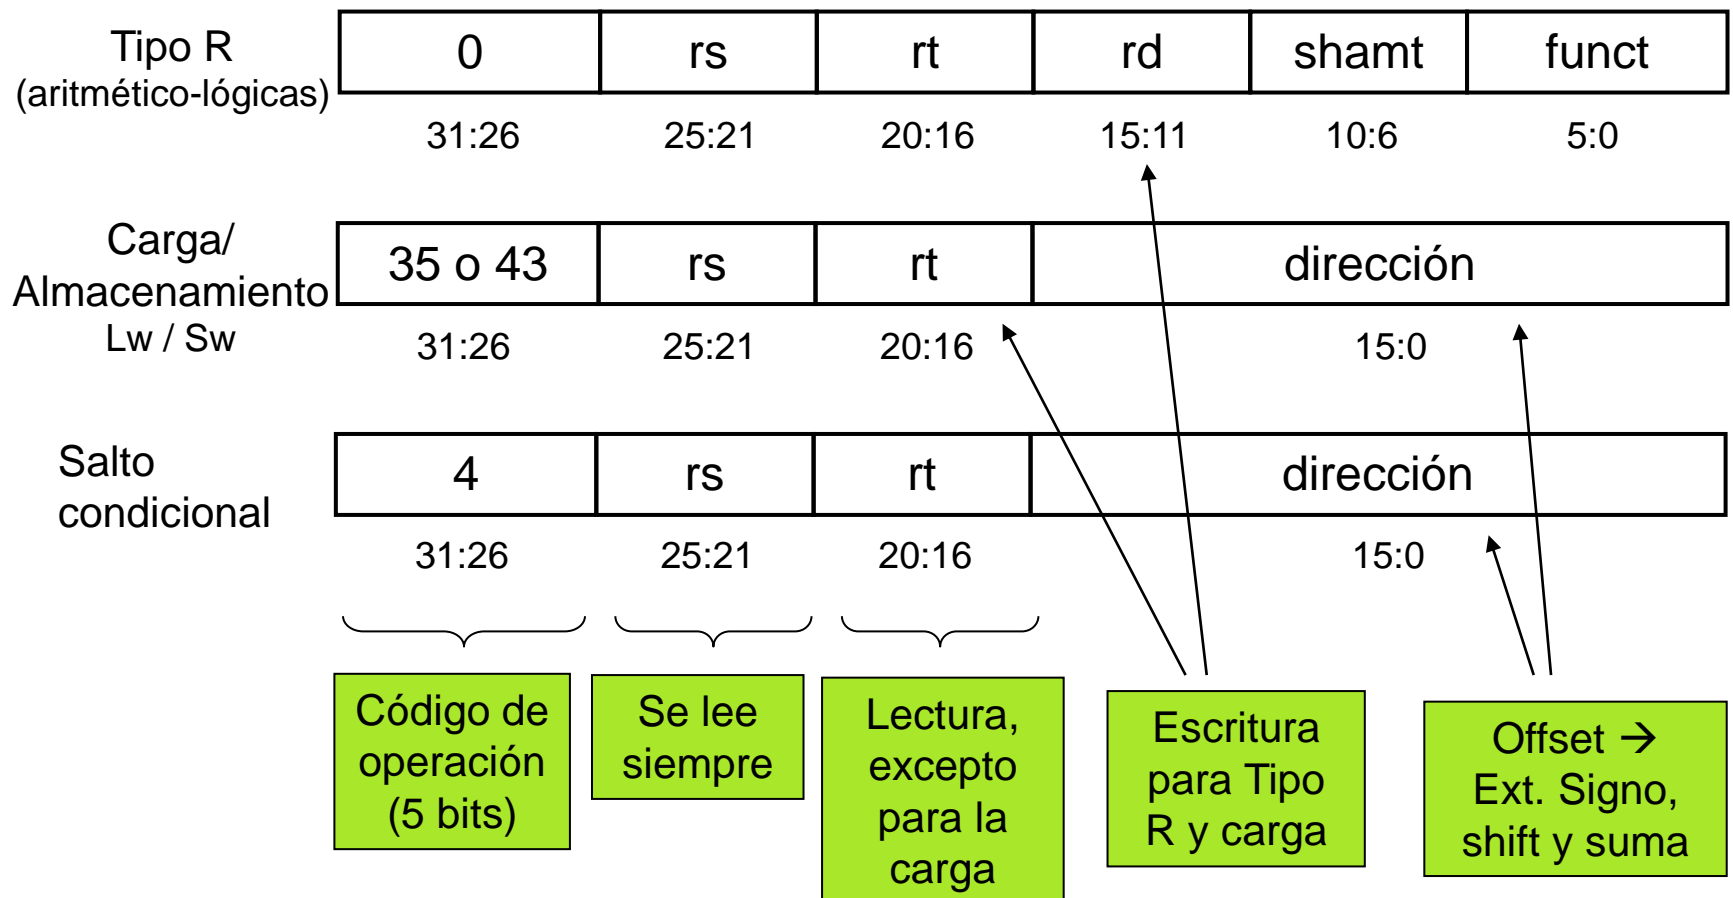 Tipo R
(aritmético-lógicas)
0 rs rt rd shamt funct
31:26 25:21 20:16 15:11 10:6 5:0
Carga/
Almacenamiento
Lw / Sw
35 o 43 rs rt dirección
31:26 25:21 20:16 15:0
Salto
condicional
4 rs rt dirección
31:26 25:21 20:16 15:0
Código de
operación
(5 bits)
Se lee
siempre
Lectura,
excepto
para la
carga
Escritura
para Tipo
R y carga
Offset →
Ext. Signo,
shift y suma